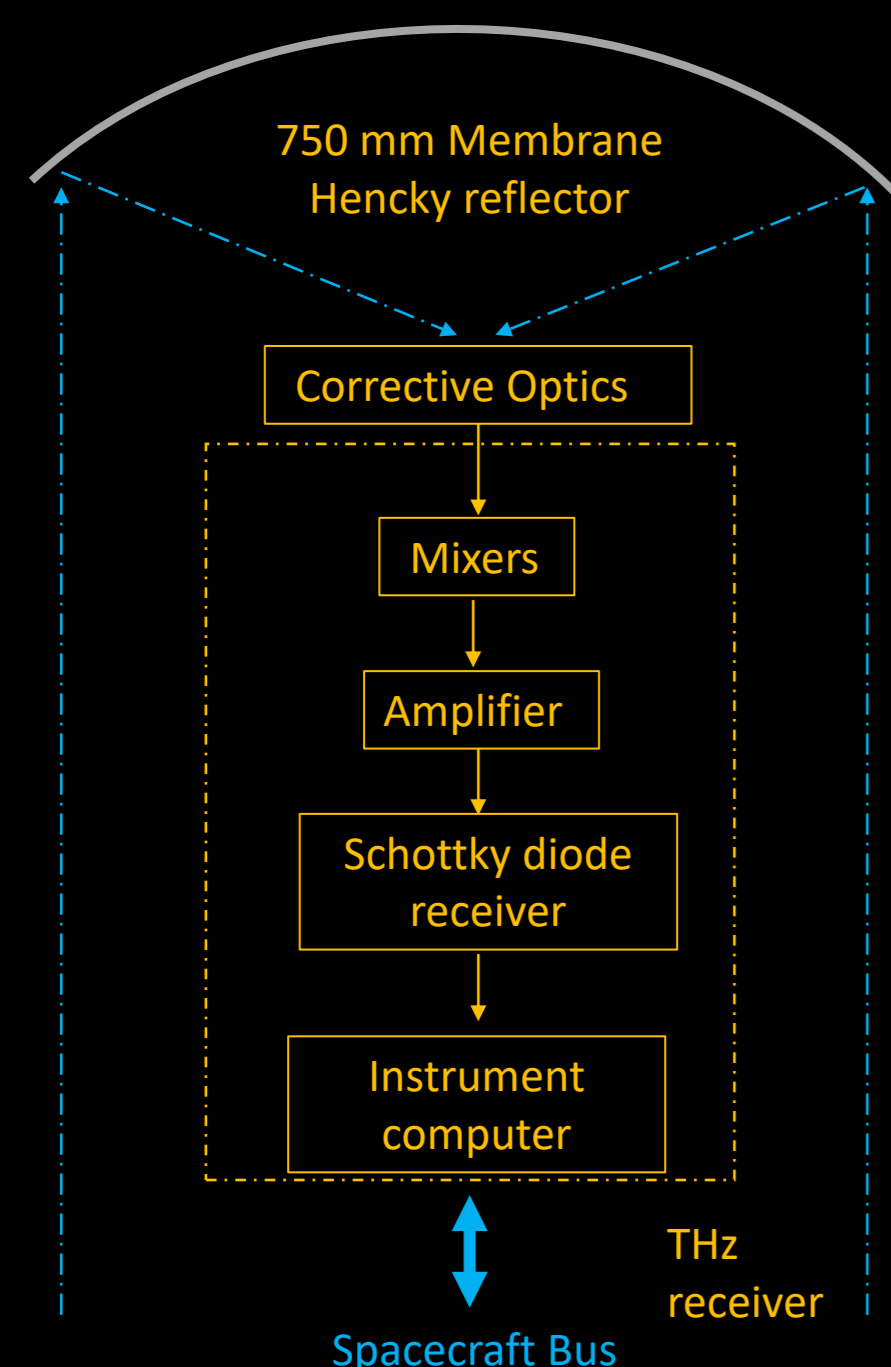 750 mm Membrane
Hencky reflector
Corrective Optics
Mixers
Amplifier
Schottky diode
receiver
Instrument
computer
THz
receiver
Spacecraft Bus